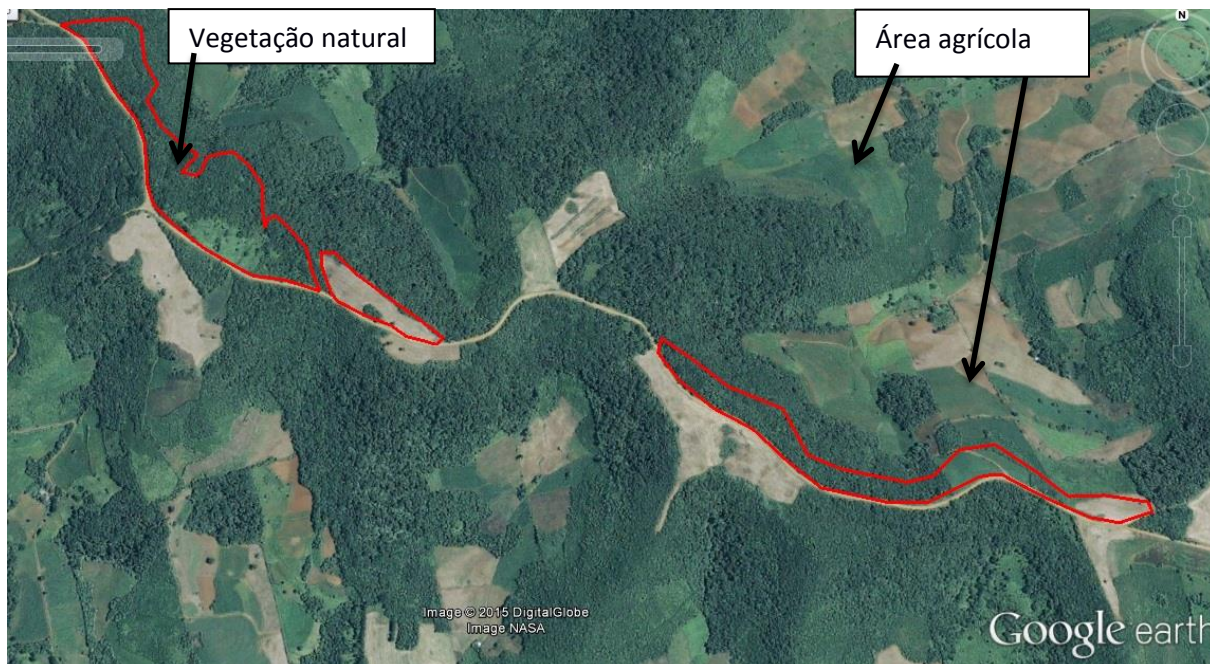 Vegetação natural
Área agrícola
N
Image © 2015 DigitalGlobe
Image NASA
Google earth